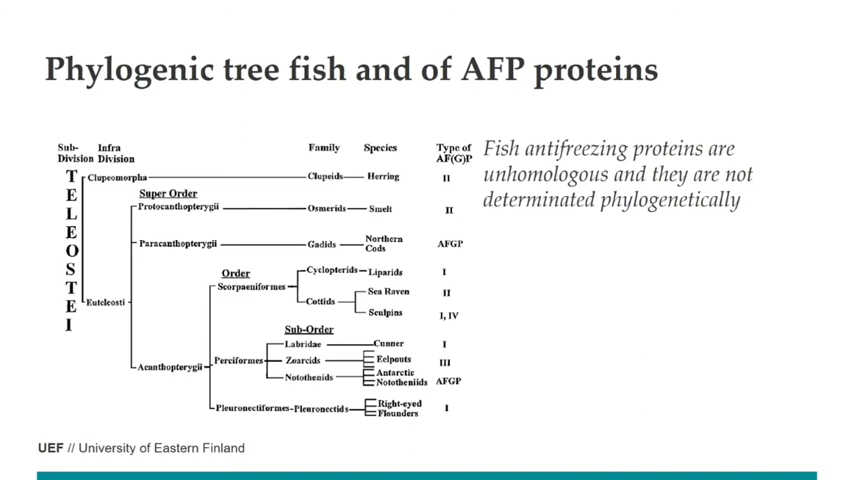 Phylogenic tree fish and of AFP proteins
Sub- Infra Family Species Type of
Division Division AF(G)P
TELEOSTEI
Clupeomorpha Clupeids Herring II
Super Order
Protocanthopterygii Osmerids Smelt II
Paracanthopterygii Gadids Northern Cods AFGP
Order
Scorpaeniformes Cyclopterids Liparids I
Cottids Sea Raven II
Sculpins I, IV
Euteleosti
Sub-Order
Labridae Cunner I
Acanthopterygii Perciformes Zoarcids Eelpouts III
Notothenids Antarctic Nototheniids AFGP
Pleuronectiformes Pleuronectids Right-eyed Flounders I
Fish antifreezing proteins are
unhomologous and they are not
determinated phylogenetically
UEF // University of Eastern Finland